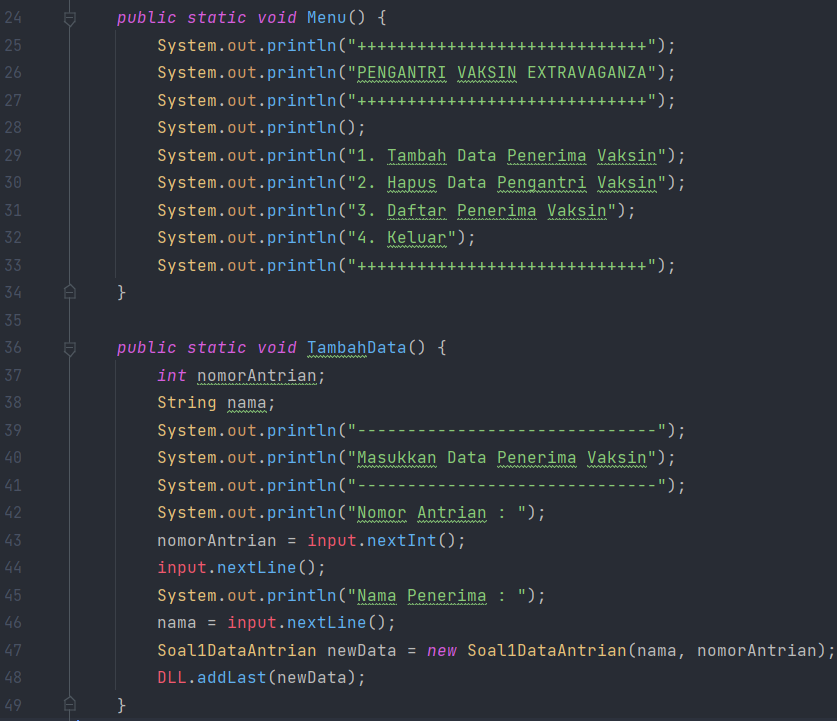 24 public static void Menu() {
25 System.out.println("+++++++++++++++++++++++++++++");
26 System.out.println("PENGANTRI VAKSIN EXTRAVAGANZA");
27 System.out.println("+++++++++++++++++++++++++++++");
28 System.out.println();
29 System.out.println("1. Tambah Data Penerima Vaksin");
30 System.out.println("2. Hapus Data Pengantri Vaksin");
31 System.out.println("3. Daftar Penerima Vaksin");
32 System.out.println("4. Keluar");
33 System.out.println("+++++++++++++++++++++++++++++");
34 }
35
36 public static void TambahData() {
37 int nomorAntrian;
38 String nama;
39 System.out.println("------------------------------");
40 System.out.println("Masukkan Data Penerima Vaksin");
41 System.out.println("------------------------------");
42 System.out.println("Nomor Antrian : ");
43 nomorAntrian = input.nextInt();
44 input.nextLine();
45 System.out.println("Nama Penerima : ");
46 nama = input.nextLine();
47 Soal1DataAntrian newData = new Soal1DataAntrian(nama, nomorAntrian);
48 DLL.addLast(newData);
49 }